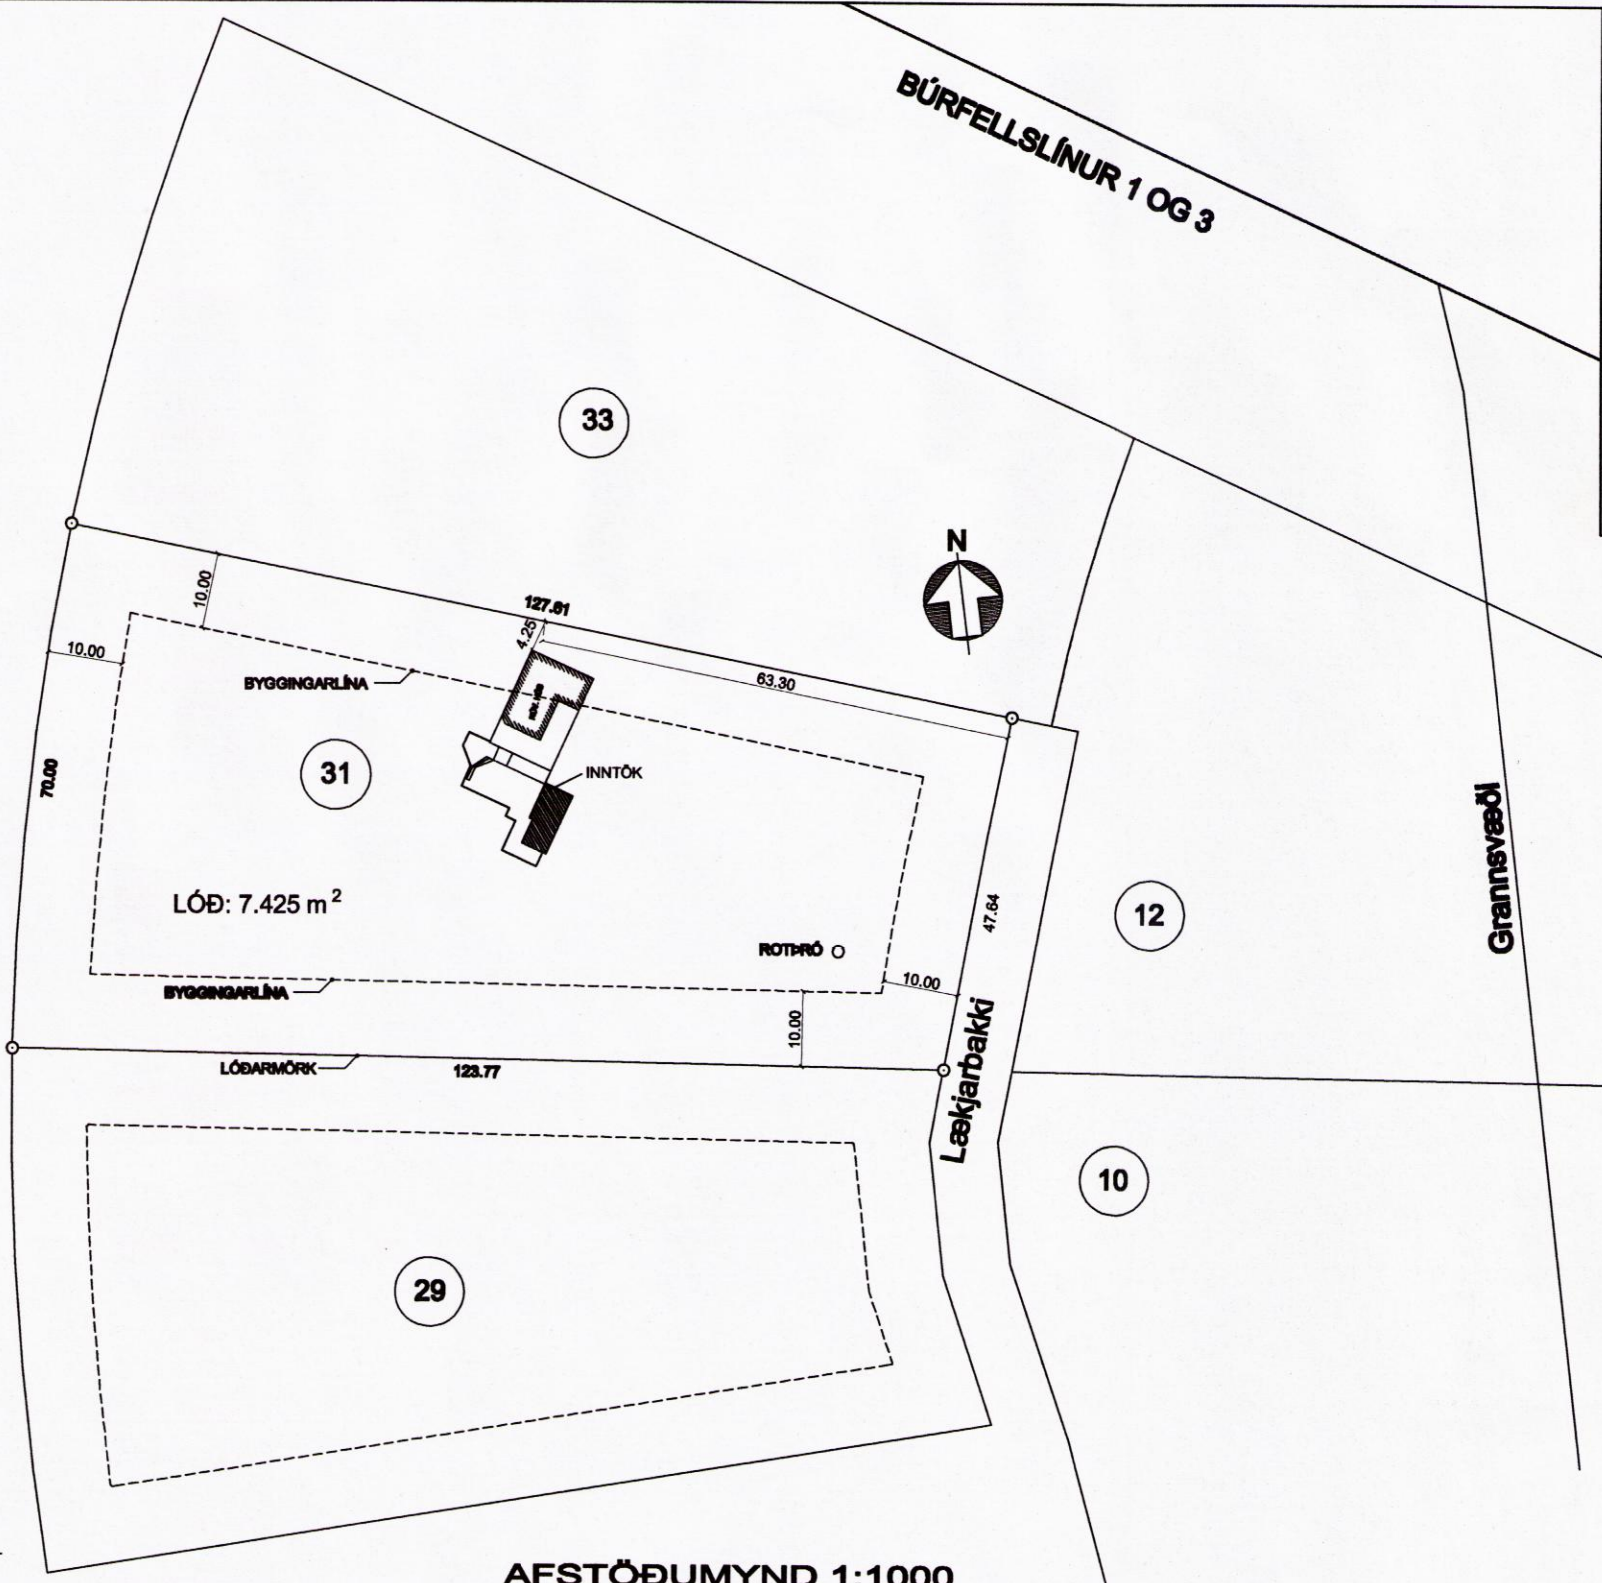 BÚRFELLSLÍNUR 1 OG 3
33
N
127.61
10.00
4.25
10.00
63.30
BYGGINGARLÍNA
31
INNTÖK
70.00
Grannsvæði
LÓÐ: 7.425 m²
47.64
12
ROTÞRÓ
10.00
BYGGINGARLÍNA
10.00
Lækjarbakki
LÓÐARMÖRK
123.77
10
29
AFSTÖÐUMYND 1:1000